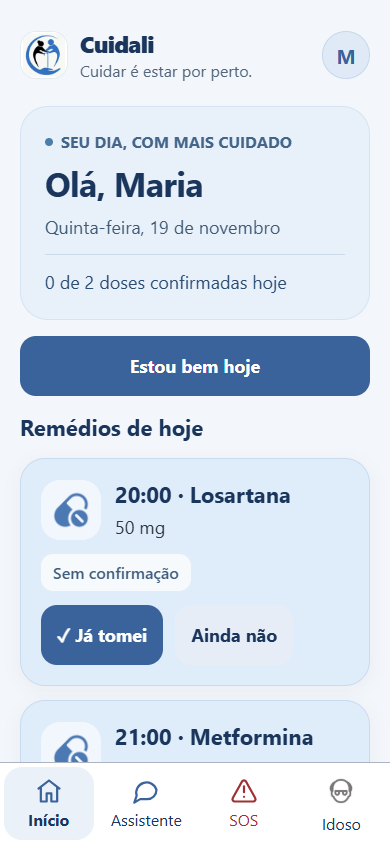 Cuidali
Cuidar é estar por perto.
M
SEU DIA, COM MAIS CUIDADO
Olá, Maria
Quinta-feira, 19 de novembro
0 de 2 doses confirmadas hoje
Estou bem hoje
Remédios de hoje
20:00 · Losartana
50 mg
Sem confirmação
✓ Já tomei
Ainda não
21:00 · Metformina
Início
Assistente
SOS
Idoso